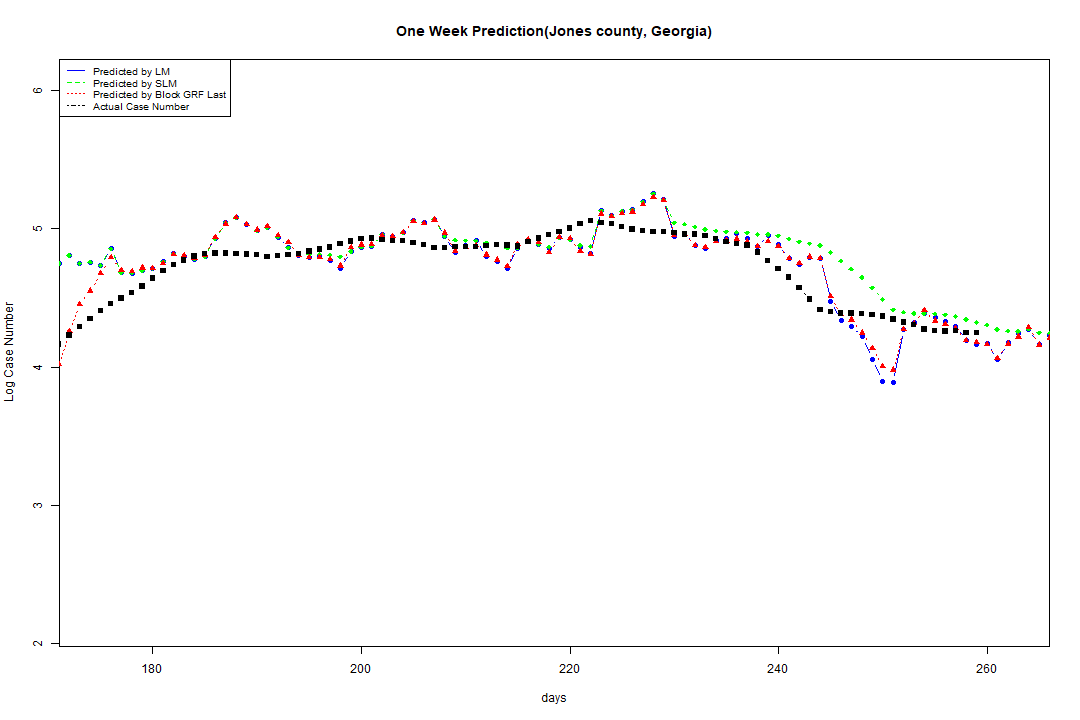 One Week Prediction(Jones county, Georgia)
Predicted by LM
Predicted by SLM
Predicted by Block GRF Last
Actual Case Number
6
5
4
3
2
Log Case Number
180 200 220 240 260
days